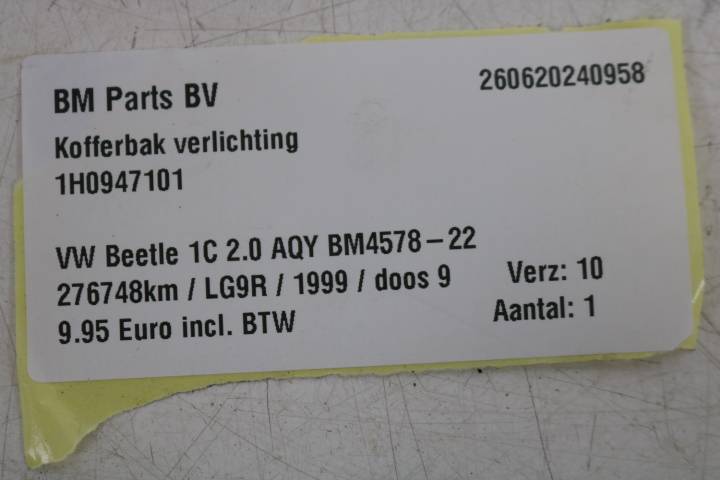 BM Parts BV
260620240958
Kofferbak verlichting
1H0947101
VW Beetle 1C 2.0 AQY BM4578-22
276748km / LG9R / 1999 / doos 9
Verz: 10
9.95 Euro incl. BTW
Aantal: 1